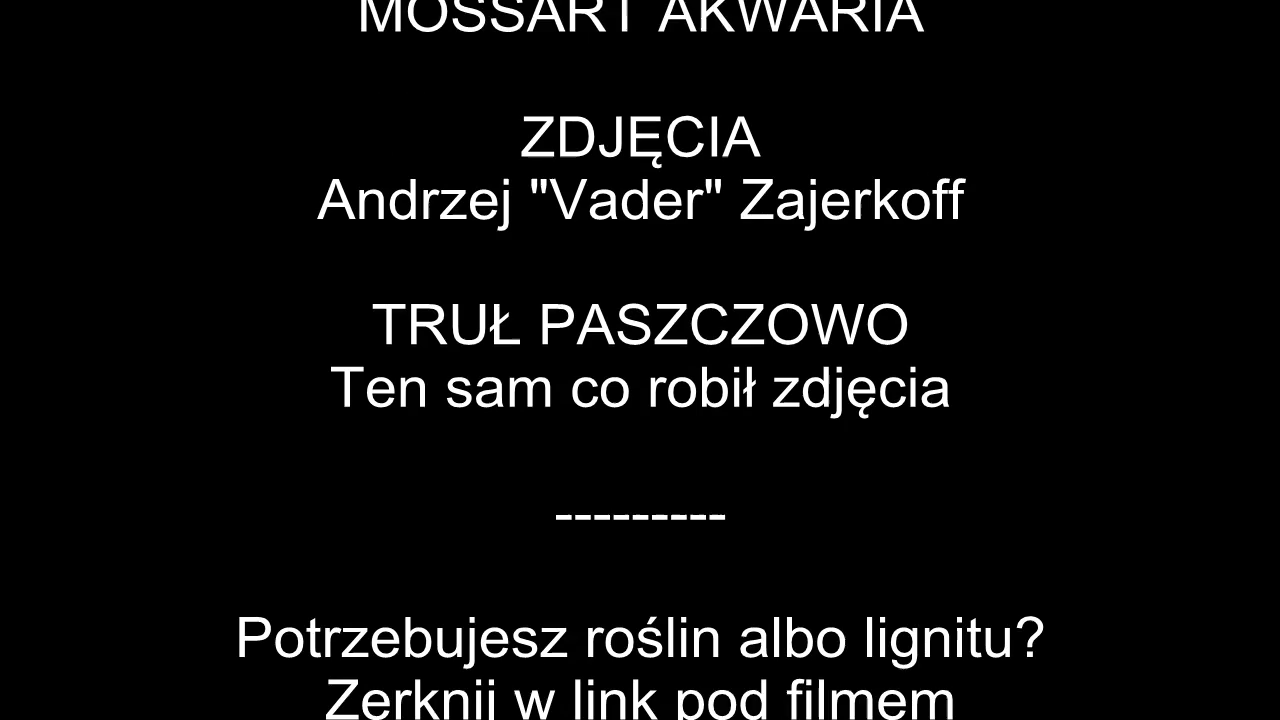 MOSSART AKWARIA
ZDJĘCIA
Andrzej "Vader" Zajerkoff
TRUŁ PASZCZOWO
Ten sam co robił zdjęcia
---------
Potrzebujesz roślin albo lignitu?
Zerknij w link pod filmem